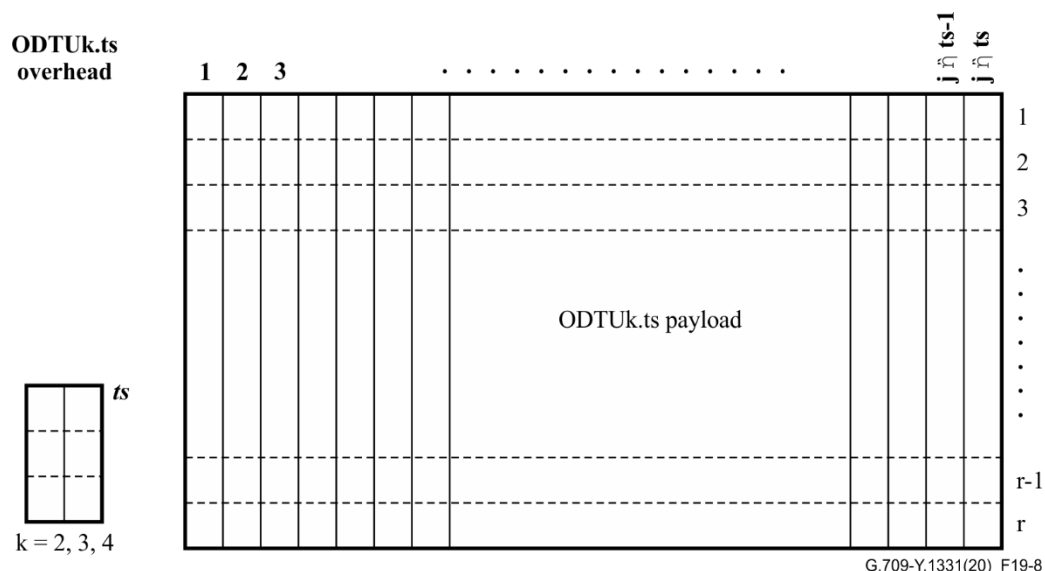 ODTUk.ts
overhead
1 2 3 . . . . . . . . . . . . . . . j ή ts-1 j ή ts
1
2
3
ODTUk.ts payload
ts
r-1
r
k = 2, 3, 4
G.709-Y.1331(20)_F19-8